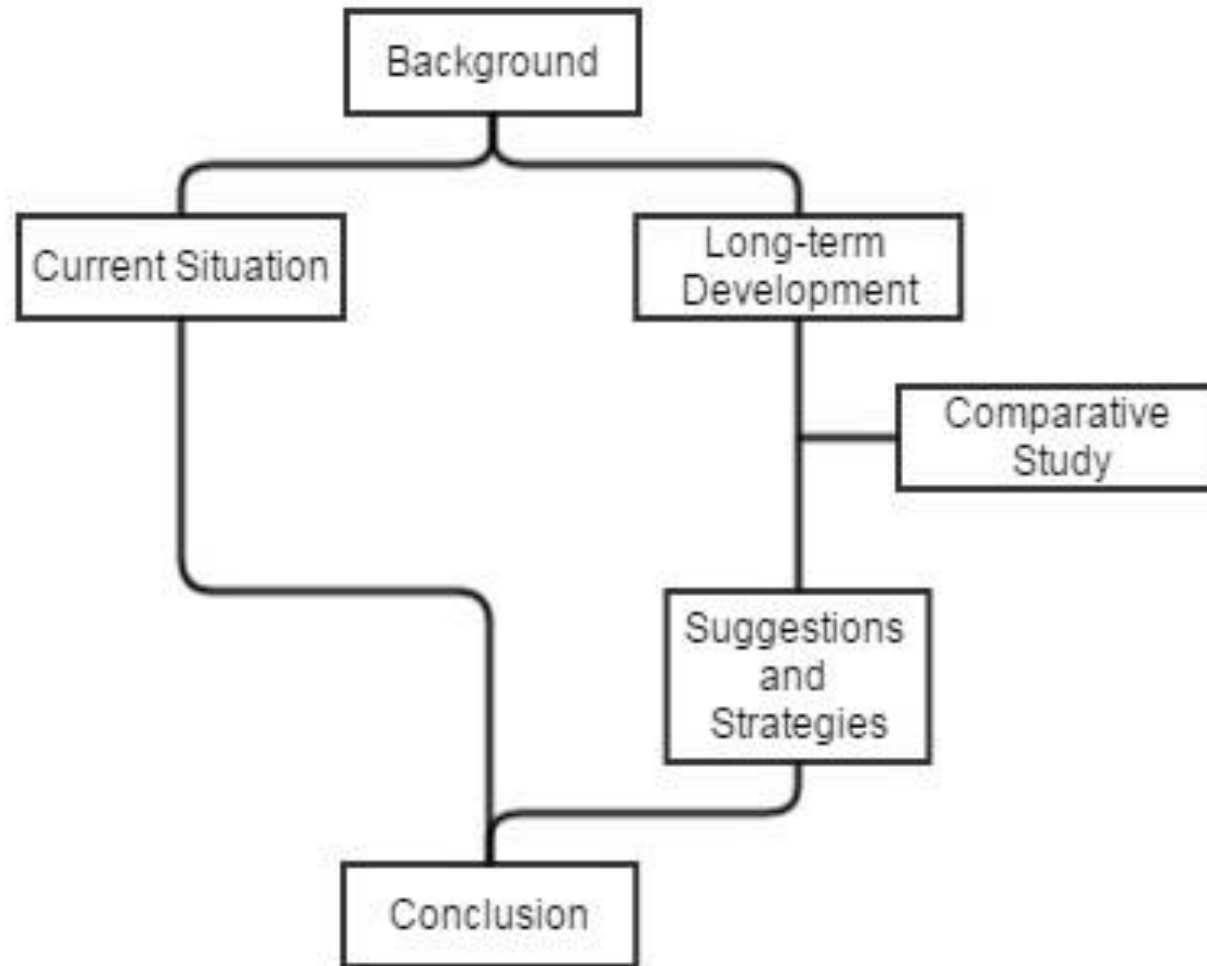 Background
Current Situation
Long-term
Development
Comparative
Study
Suggestions
and
Strategies
Conclusion